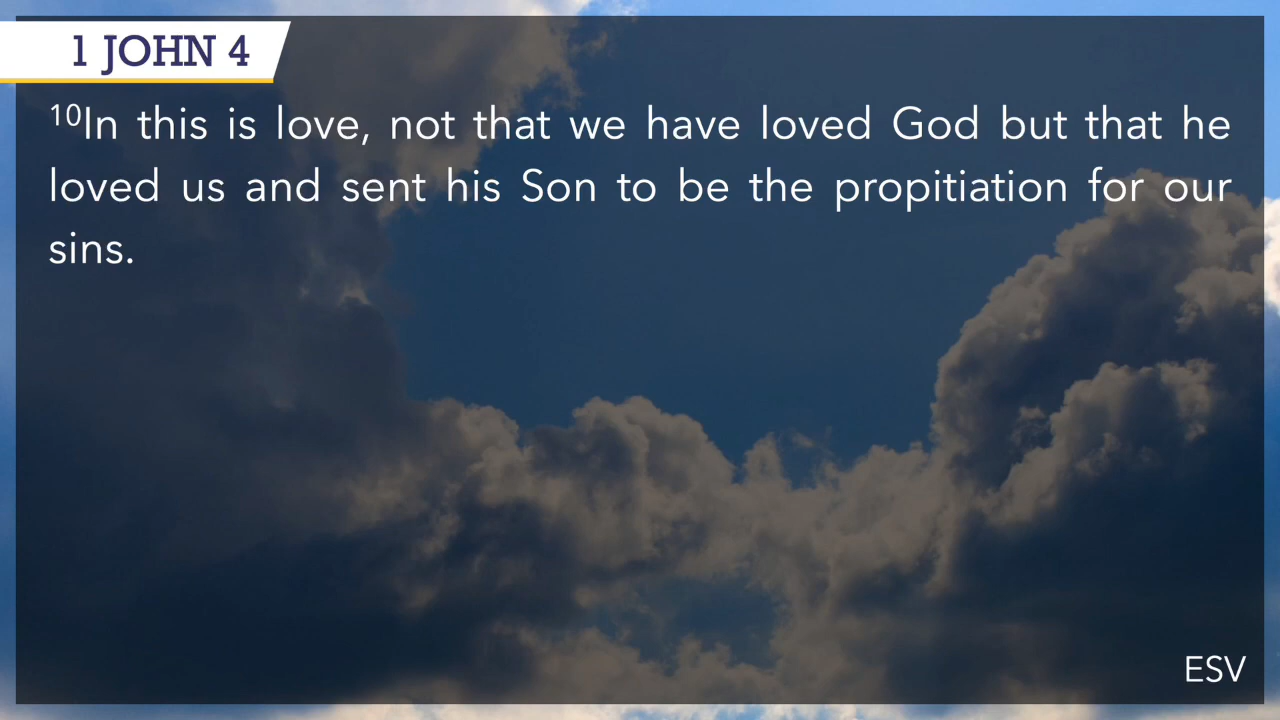 1 JOHN 4
¹⁰In this is love, not that we have loved God but that he
loved us and sent his Son to be the propitiation for our
sins.
ESV